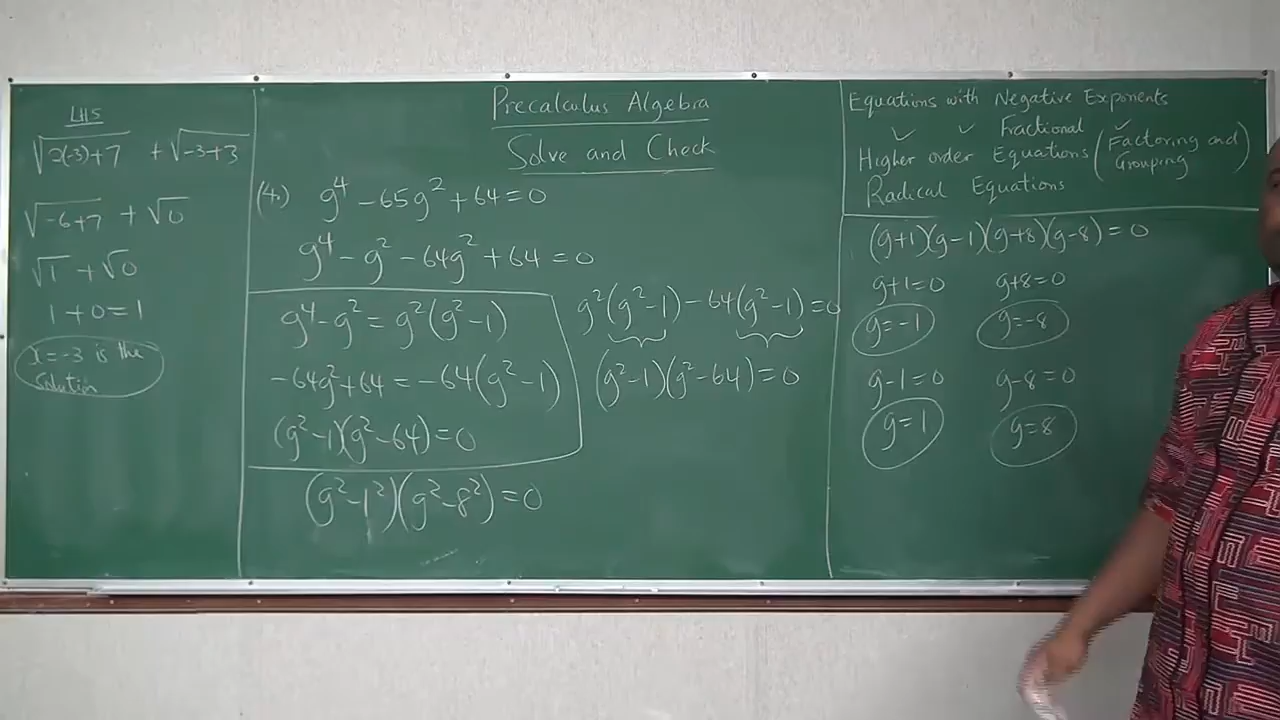 LHS
√2(-3)+7 + √-3+3
√-6+7 + √0
√1 + √0
1+0=1
x=-3 is the
Solution
Precalculus Algebra
Solve and Check
(4.) g⁴ - 65g² + 64 = 0
g⁴ - g² - 64g² + 64 = 0
g⁴ - g² = g²(g² - 1)
-64g² + 64 = -64(g² - 1)
(g² - 1)(g² - 64) = 0
(g² - 1²)(g² - 8²) = 0
g²(g² - 1) - 64(g² - 1) = 0
(g² - 1)(g² - 64) = 0
Equations with Negative Exponents
✓ ✓ Fractional
Higher order Equations (Factoring and
Grouping)
Radical Equations
(g+1)(g-1)(g+8)(g-8) = 0
g+1=0 g+8=0
g=-1 g=-8
g-1=0 g-8=0
g=1 g=8